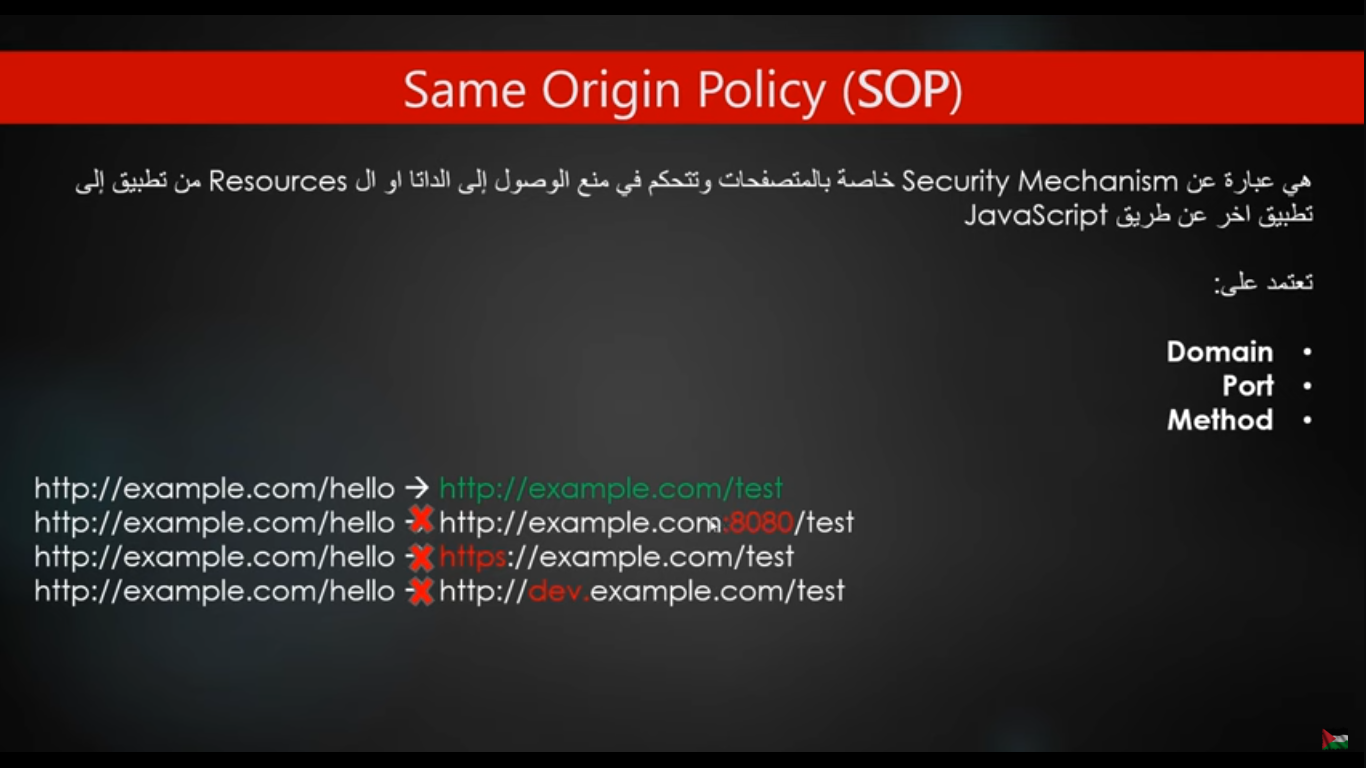 Same Origin Policy (SOP)
هي عبارة عن Security Mechanism خاصة بالمتصفحات وتتحكم في منع الوصول إلى الداتا او ال Resources من تطبيق إلى
تطبيق اخر عن طريق JavaScript
تعتمد على:
• Domain
• Port
• Method
http://example.com/hello → http://example.com/test
http://example.com/hello ✘ http://example.com:8080/test
http://example.com/hello ✘ https://example.com/test
http://example.com/hello ✘ http://dev.example.com/test